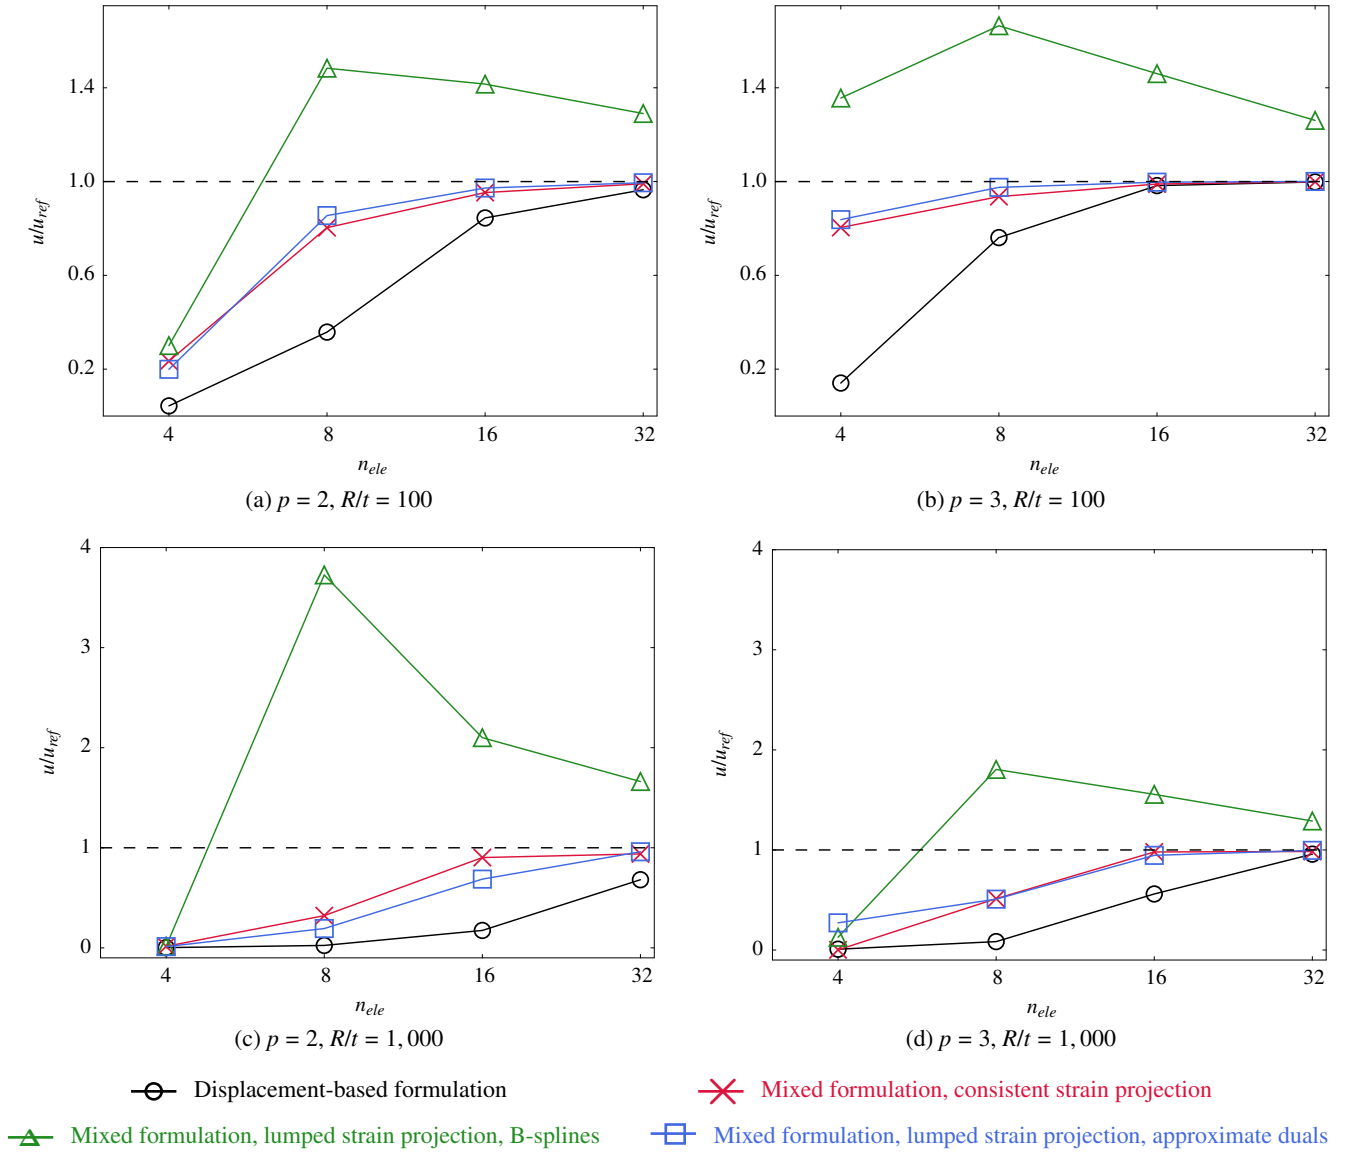 1.4
1.0
0.6
0.2
u/u_ref
4 8 16 32
n_ele
(a) p = 2, R/t = 100
1.4
1.0
0.6
0.2
u/u_ref
4 8 16 32
n_ele
(b) p = 3, R/t = 100
4
3
2
1
0
u/u_ref
4 8 16 32
n_ele
(c) p = 2, R/t = 1,000
4
3
2
1
0
u/u_ref
4 8 16 32
n_ele
(d) p = 3, R/t = 1,000
Displacement-based formulation
Mixed formulation, consistent strain projection
Mixed formulation, lumped strain projection, B-splines
Mixed formulation, lumped strain projection, approximate duals